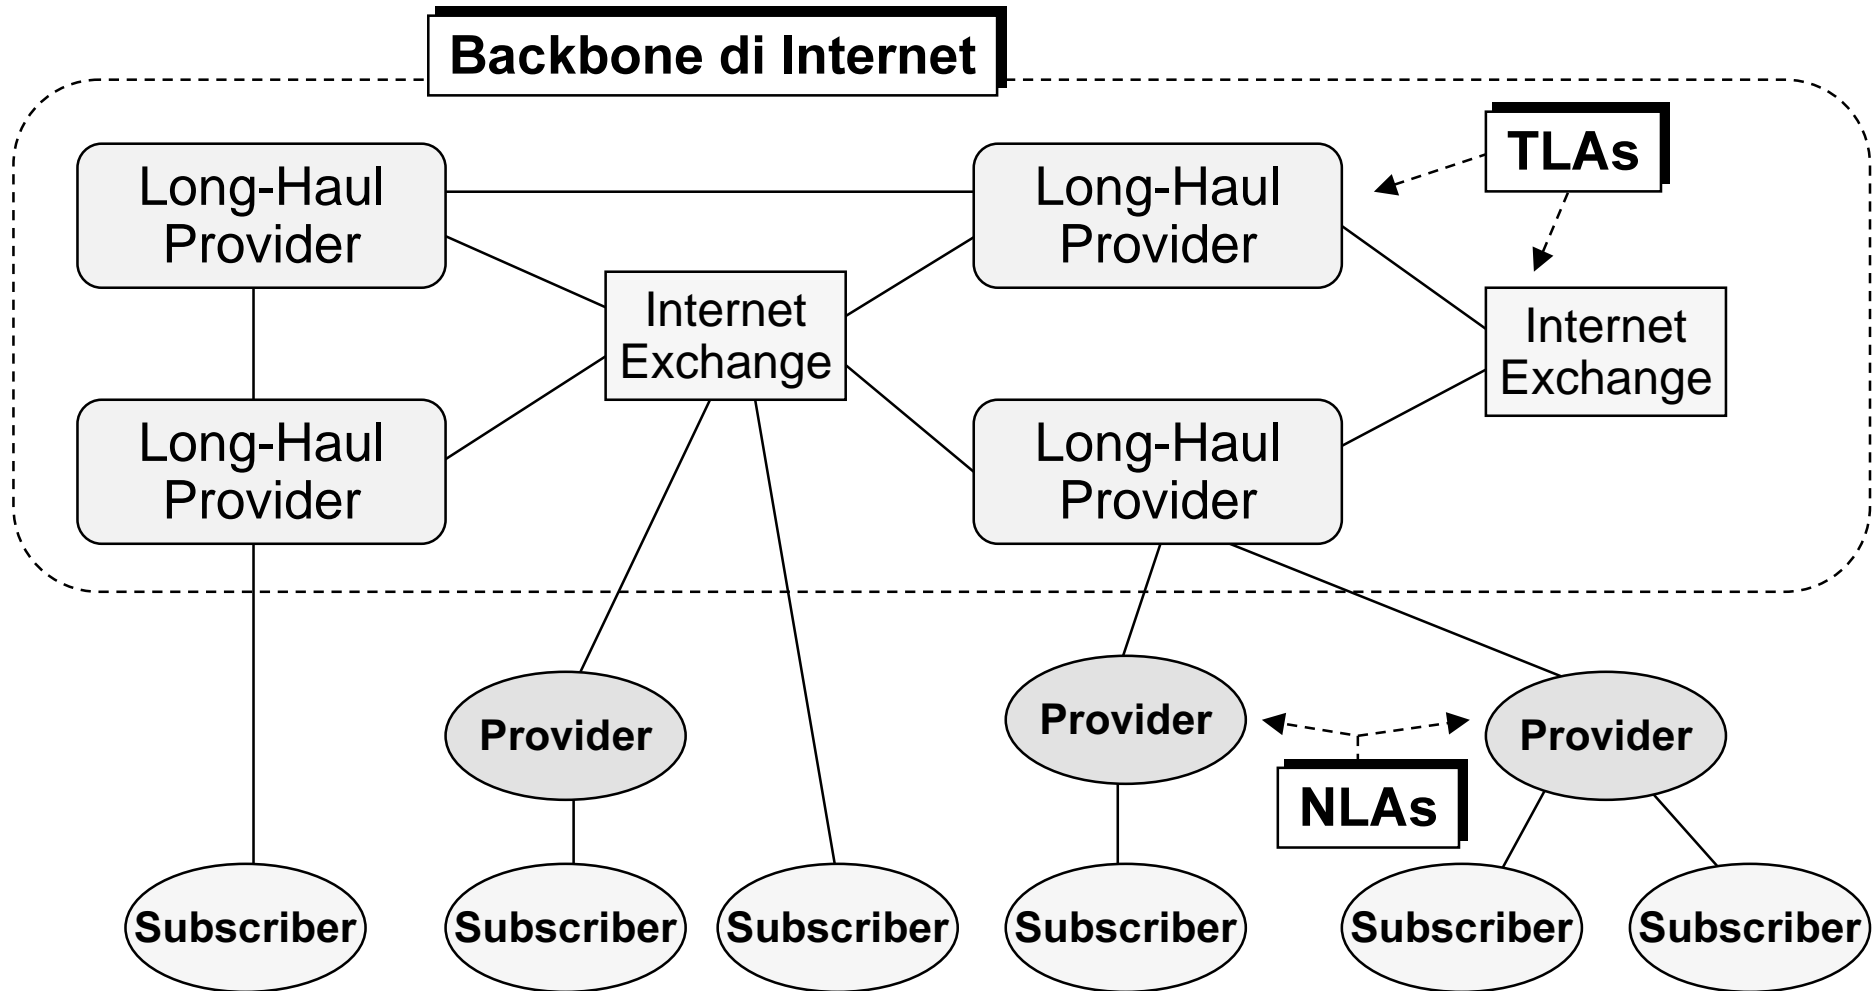 Backbone di Internet
TLAs
Long-Haul
Provider
Long-Haul
Provider
Internet
Exchange
Internet
Exchange
Long-Haul
Provider
Long-Haul
Provider
Provider
Provider
Provider
NLAs
Subscriber
Subscriber
Subscriber
Subscriber
Subscriber
Subscriber